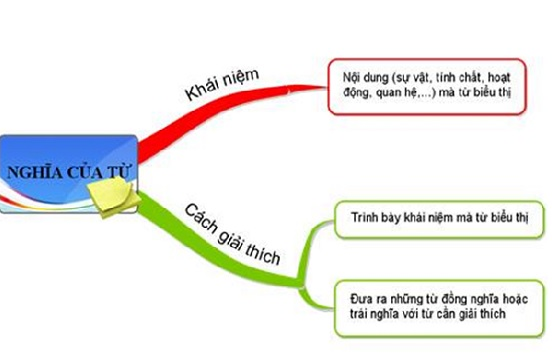 NGHĨA CỦA TỪ
Khái niệm
Nội dung (sự vật, tính chất, hoạt
động, quan hệ,...) mà từ biểu thị
Cách giải thích
Trình bày khái niệm mà từ biểu thị
Đưa ra những từ đồng nghĩa hoặc
trái nghĩa với từ cần giải thích